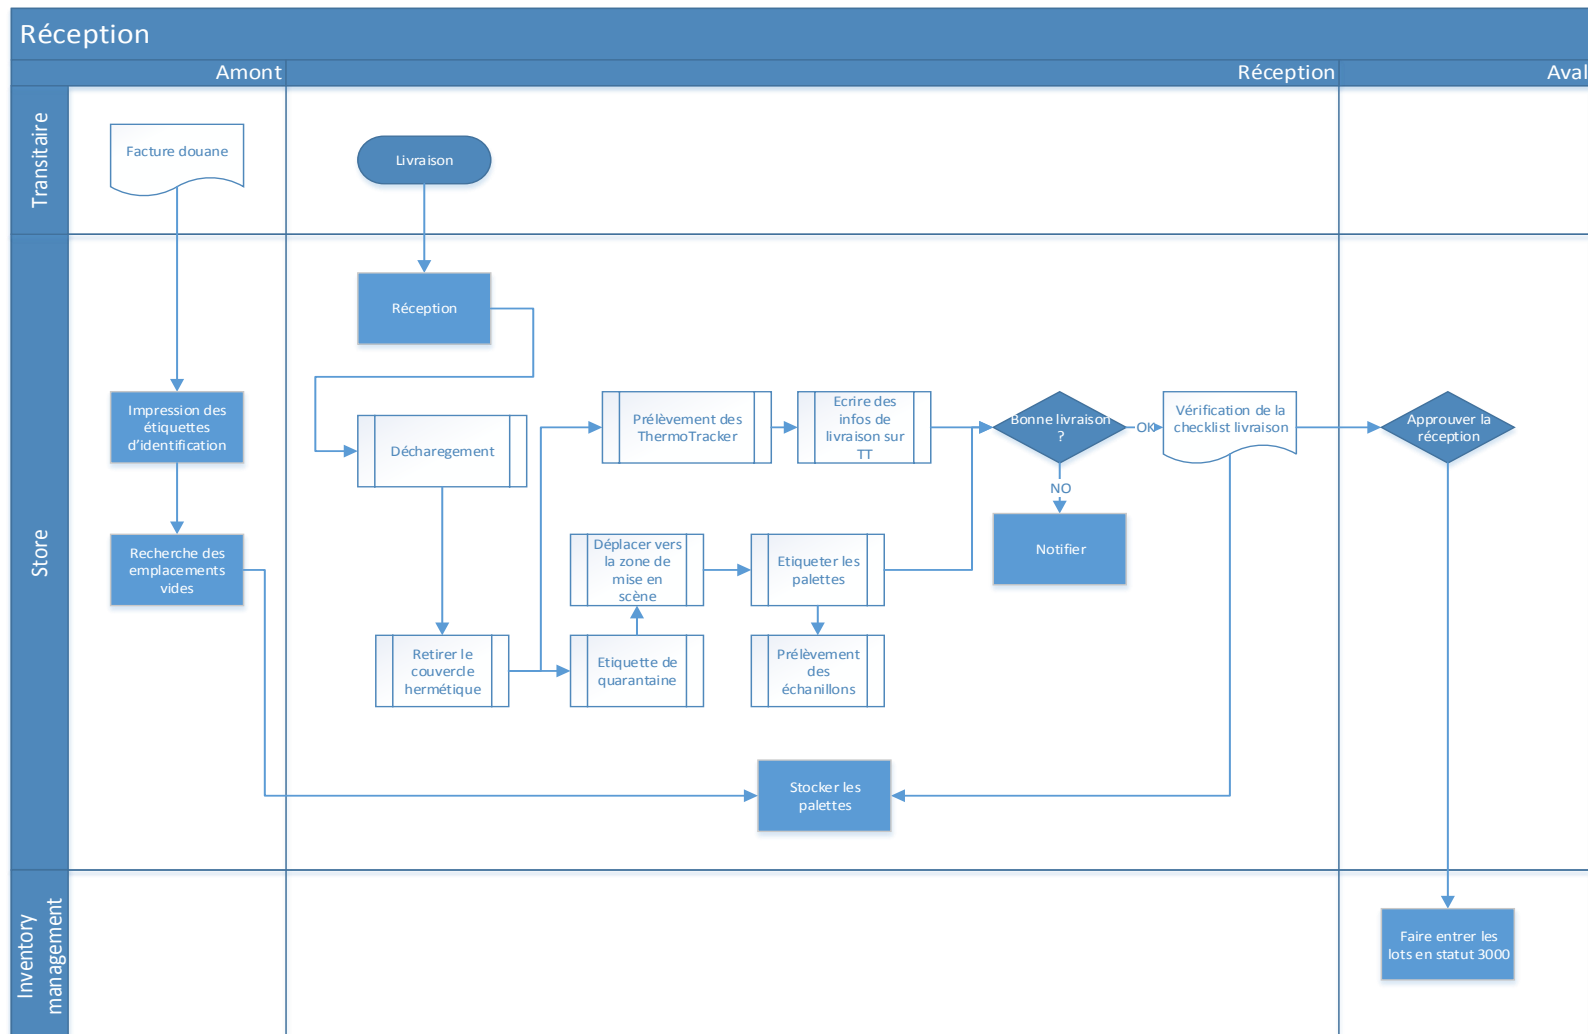 Réception
Amont
Réception
Aval
Transitaire
Facture douane
Livraison
Store
Réception
Impression des
étiquettes
d'identification
Recherche des
emplacements
vides
Décharegement
Prélèvement des
ThermoTracker
Ecrire des
infos de
livraison sur
TT
Bonne livraison
?
OK
NO
Vérification de la
checklist livraison
Approuver la
réception
Notifier
Déplacer vers
la zone de
mise en
scène
Etiqueter les
palettes
Retirer le
couvercle
hermétique
Etiquette de
quarantaine
Prélèvement
des
échanillons
Stocker les
palettes
Inventory
management
Faire entrer les
lots en statut 3000